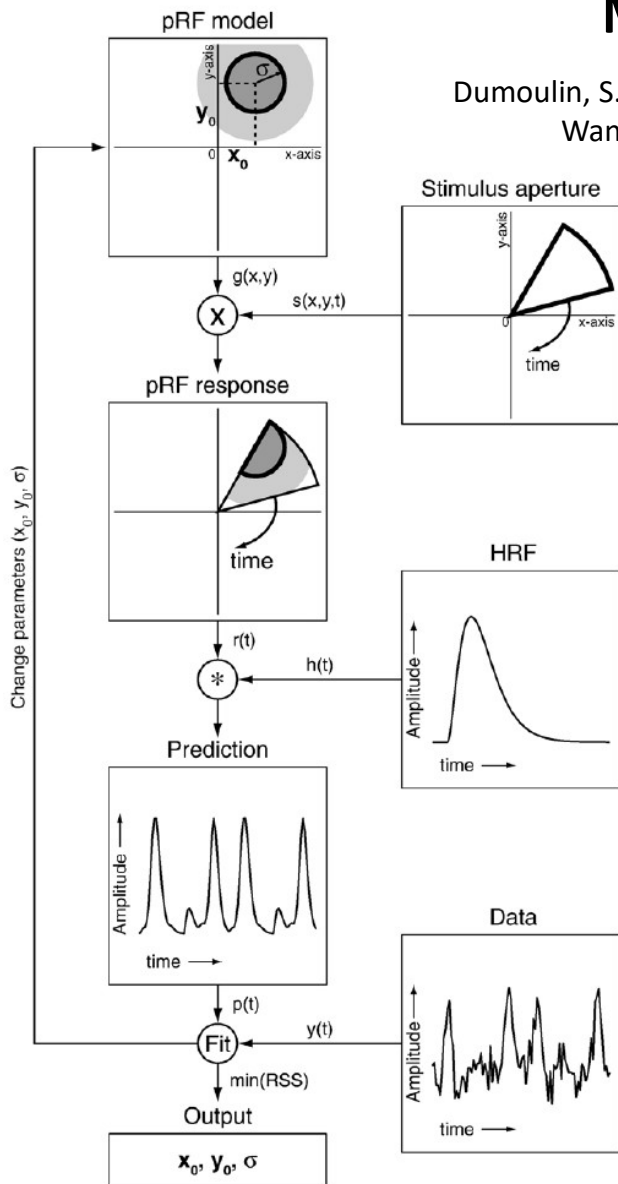 pRF model
y-axis
σ
y₀
0
x₀
x-axis
g(x,y)
X
pRF response
time
r(t)
*
Prediction
Amplitude
time
p(t)
Fit
min(RSS)
Output
x₀, y₀, σ
Change parameters (x₀, y₀, σ)
Dumoulin, S.
Wan
Stimulus aperture
y-axis
0
x-axis
time
s(x,y,t)
HRF
Amplitude
time
h(t)
Data
Amplitude
time
y(t)